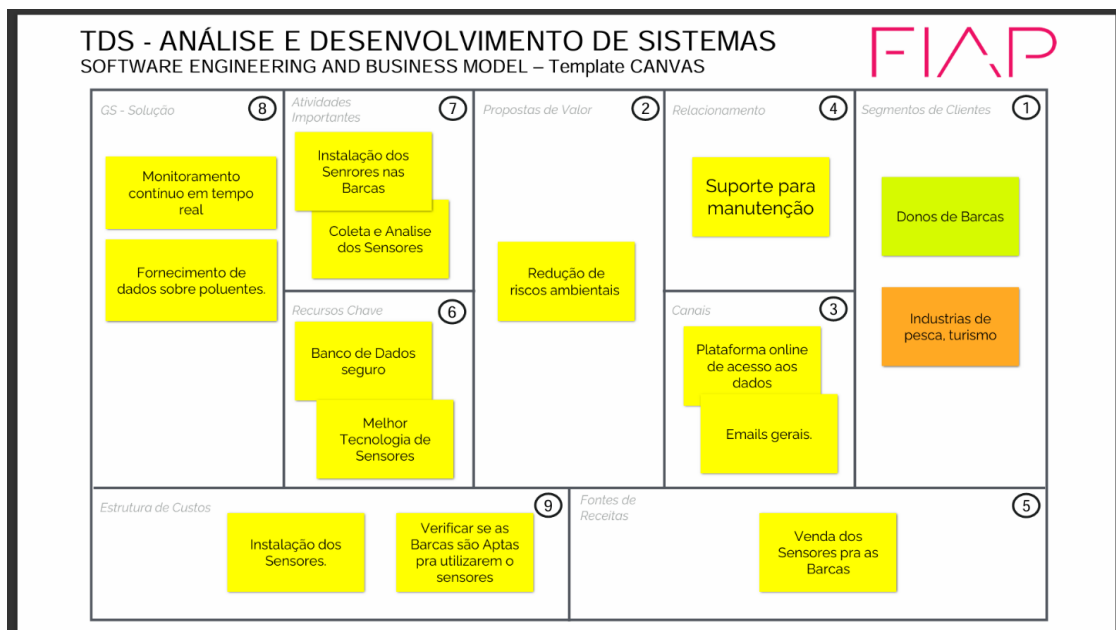 TDS - ANÁLISE E DESENVOLVIMENTO DE SISTEMAS
SOFTWARE ENGINEERING AND BUSINESS MODEL – Template CANVAS
FIAP
GS - Solução
8
Monitoramento
contínuo em tempo
real
Fornecimento de
dados sobre poluentes.
Atividades
Importantes
7
Instalação dos
Senrores nas
Barcas
Coleta e Analise
dos Sensores
Recursos Chave
6
Banco de Dados
seguro
Melhor
Tecnologia de
Sensores
Propostas de Valor
2
Redução de
riscos ambientais
Relacionamento
4
Suporte para
manutenção
Canais
3
Plataforma online
de acesso aos
dados
Emails gerais.
Segmentos de Clientes
1
Donos de Barcas
Industrias de
pesca, turismo
Estrutura de Custos
9
Instalação dos
Sensores.
Verificar se as
Barcas são Aptas
pra utilizarem o
sensores
Fontes de
Receitas
5
Venda dos
Sensores pra as
Barcas